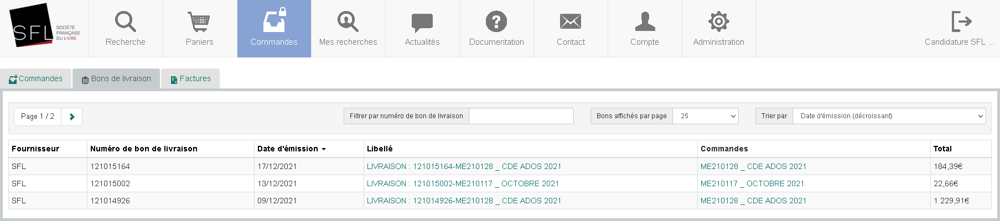 SFL SOCIÉTÉ
FRANÇAISE
DU LIVRE
Recherche
Paniers
Commandes
Mes recherches
Actualités
Documentation
Contact
Compte
Administration
Candidature SFL ...
Commandes
Bons de livraison
Factures
Page 1 / 2
Filtrer par numéro de bon de livraison
Bons affichés par page 25
Trier par Date d'émission (décroissant)
Fournisseur Numéro de bon de livraison Date d'émission Libellé Commandes Total
SFL 121015164 17/12/2021 LIVRAISON : 121015164-ME210128 _ CDE ADOS 2021 ME210128 _ CDE ADOS 2021 184,39€
SFL 121015002 13/12/2021 LIVRAISON : 121015002-ME210117 _ OCTOBRE 2021 ME210117 _ OCTOBRE 2021 22,66€
SFL 121014926 09/12/2021 LIVRAISON : 121014926-ME210128 _ CDE ADOS 2021 ME210128 _ CDE ADOS 2021 1 229,91€